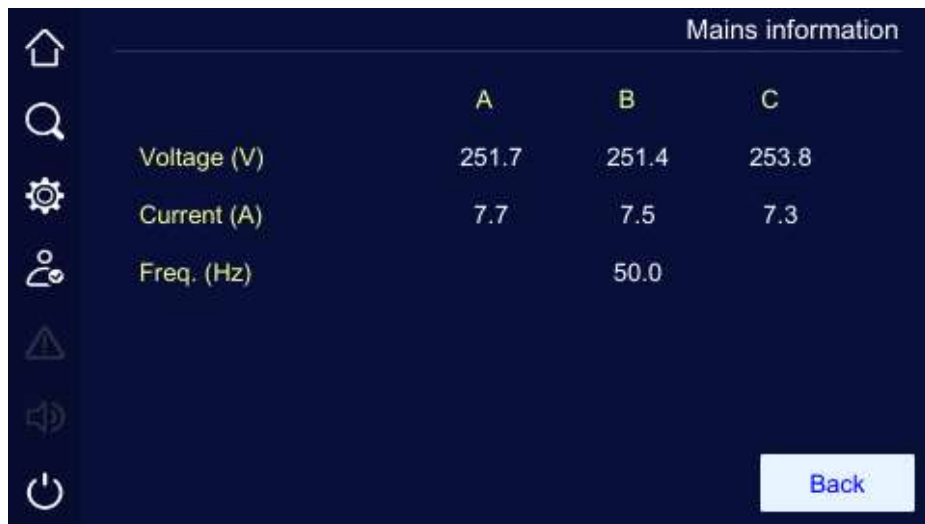 Mains information
A B C
Voltage (V) 251.7 251.4 253.8
Current (A) 7.7 7.5 7.3
Freq. (Hz) 50.0
Back